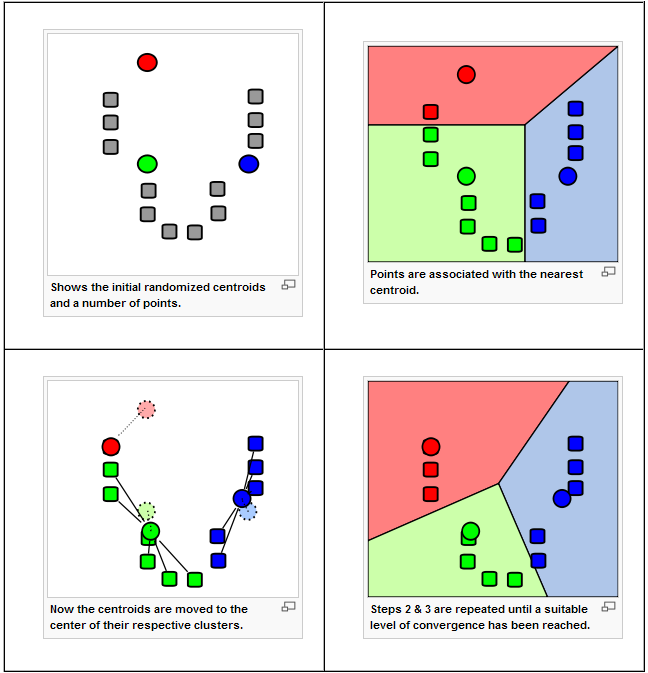 Shows the initial randomized centroids
and a number of points.
Points are associated with the nearest
centroid.
Now the centroids are moved to the
center of their respective clusters.
Steps 2 & 3 are repeated until a suitable
level of convergence has been reached.